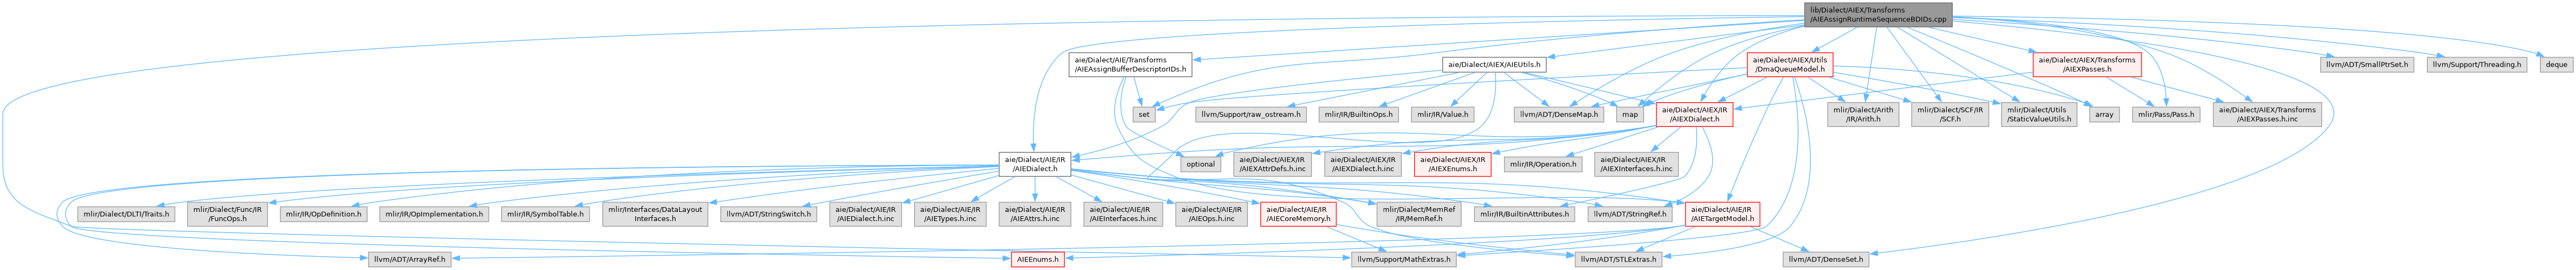 lib/Dialect/AIEX/Transforms
/AIEAssignRuntimeSequenceBDIDs.cpp
aie/Dialect/AIE/Transforms
/AIEAssignBufferDescriptorIDs.h
aie/Dialect/AIEX/AIEUtils.h
aie/Dialect/AIEX/Utils
/DmaQueueModel.h
aie/Dialect/AIEX/Transforms
/AIEXPasses.h
llvm/ADT/SmallPtrSet.h
llvm/Support/Threading.h
deque
set
llvm/Support/raw_ostream.h
mlir/IR/BuiltinOps.h
mlir/IR/Value.h
llvm/ADT/DenseMap.h
map
aie/Dialect/AIEX/IR
/AIEXDialect.h
mlir/Dialect/Arith
/IR/Arith.h
mlir/Dialect/SCF/IR
/SCF.h
mlir/Dialect/Utils
/StaticValueUtils.h
array
mlir/Pass/Pass.h
aie/Dialect/AIEX/Transforms
/AIEXPasses.h.inc
aie/Dialect/AIE/IR
/AIEDialect.h
optional
aie/Dialect/AIEX/IR
/AIEXAttrDefs.h.inc
aie/Dialect/AIEX/IR
/AIEXDialect.h.inc
aie/Dialect/AIEX/IR
/AIEXEnums.h
mlir/IR/Operation.h
aie/Dialect/AIEX/IR
/AIEXInterfaces.h.inc
mlir/Dialect/DLTI/Traits.h
mlir/Dialect/Func/IR
/FuncOps.h
mlir/IR/OpDefinition.h
mlir/IR/OpImplementation.h
mlir/IR/SymbolTable.h
mlir/Interfaces/DataLayout
Interfaces.h
llvm/ADT/StringSwitch.h
aie/Dialect/AIE/IR
/AIEDialect.h.inc
aie/Dialect/AIE/IR
/AIETypes.h.inc
aie/Dialect/AIE/IR
/AIEAttrs.h.inc
aie/Dialect/AIE/IR
/AIEInterfaces.h.inc
aie/Dialect/AIE/IR
/AIEOps.h.inc
aie/Dialect/AIE/IR
/AIECoreMemory.h
mlir/Dialect/MemRef
/IR/MemRef.h
mlir/IR/BuiltinAttributes.h
llvm/ADT/StringRef.h
aie/Dialect/AIE/IR
/AIETargetModel.h
llvm/ADT/ArrayRef.h
AIEEnums.h
llvm/Support/MathExtras.h
llvm/ADT/STLExtras.h
llvm/ADT/DenseSet.h